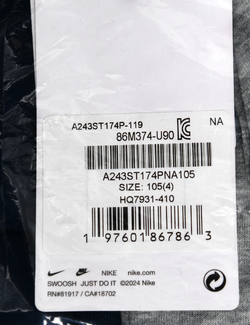 A243ST174P-119 NA
86M374-U90
A243ST174PNA105
SIZE: 105(4)
HQ7931-410
1 97601 86786 3
NIKE nike.com
SWOOSH JUST DO IT ©2024 Nike
RN#81917 / CA#18702